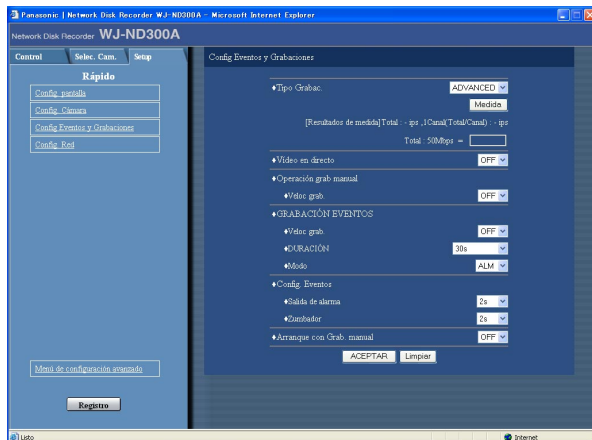 Panasonic | Network Disk Recorder WJ-ND300A - Microsoft Internet Explorer
Network Disk Recorder WJ-ND300A
Control Selec. Cam. Setup
Rápido
Config. pantalla
Config. Cámara
Config Eventos y Grabaciones
Config. Red
Menú de configuración avanzado
Registro
Config Eventos y Grabaciones
♦Tipo Grabac. ADVANCED
Medida
[Resultados de medida]Total : - ips ,1Canal(Total/Canal) : - ips
Total : 50Mbps =
♦Vídeo en directo OFF
♦Operación grab manual
♦Veloc grab. OFF
♦GRABACIÓN EVENTOS
♦Veloc grab. OFF
♦DURACIÓN 30s
♦Modo ALM
♦Config. Eventos
♦Salida de alarma 2s
♦Zumbador 2s
♦Arranque con Grab. manual OFF
ACEPTAR Limpiar
Listo Internet